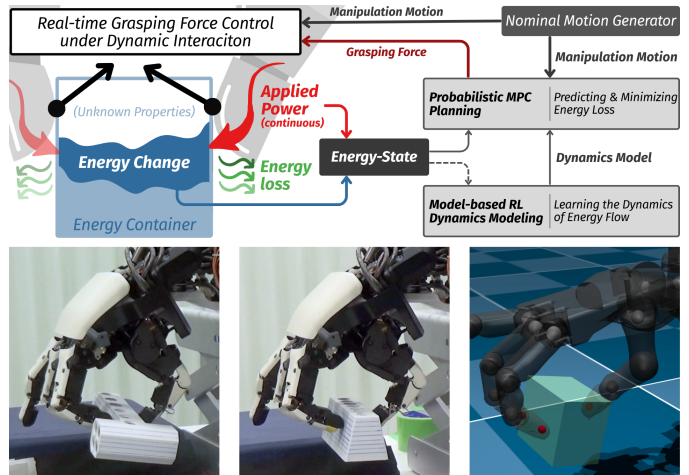 Real-time Grasping Force Control
under Dynamic Interaciton
Manipulation Motion
Nominal Motion Generator
Grasping Force
Manipulation Motion
(Unknown Properties)
Applied
Power
(continuous)
Probabilistic MPC
Planning
Predicting & Minimizing
Energy Loss
Energy Change
Energy
loss
Energy-State
Dynamics Model
Energy Container
Model-based RL
Dynamics Modeling
Learning the Dynamics
of Energy Flow